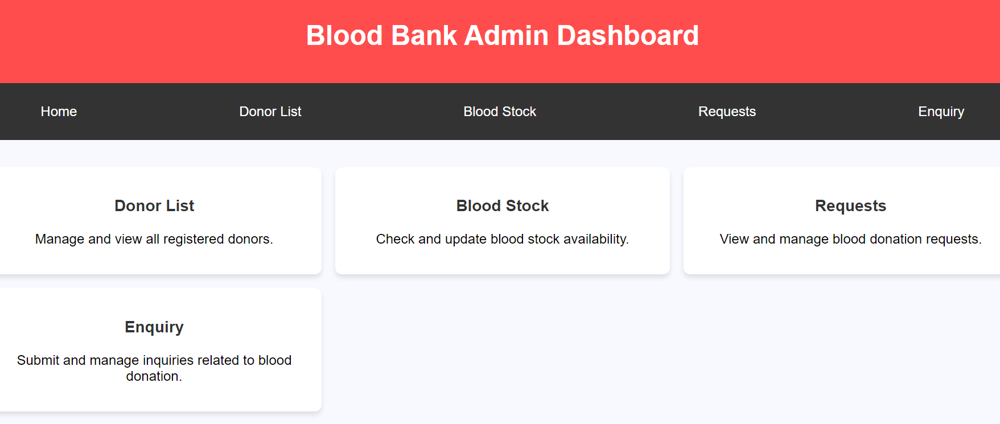 Blood Bank Admin Dashboard
Home
Donor List
Blood Stock
Requests
Enquiry
Donor List
Manage and view all registered donors.
Blood Stock
Check and update blood stock availability.
Requests
View and manage blood donation requests.
Enquiry
Submit and manage inquiries related to blood
donation.